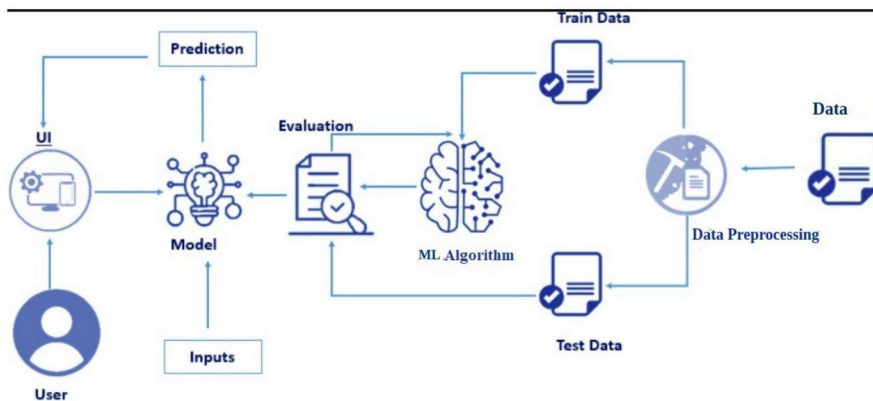 Train Data
Prediction
Data
Evaluation
UI
Data Preprocessing
Model
ML Algorithm
Test Data
Inputs
User